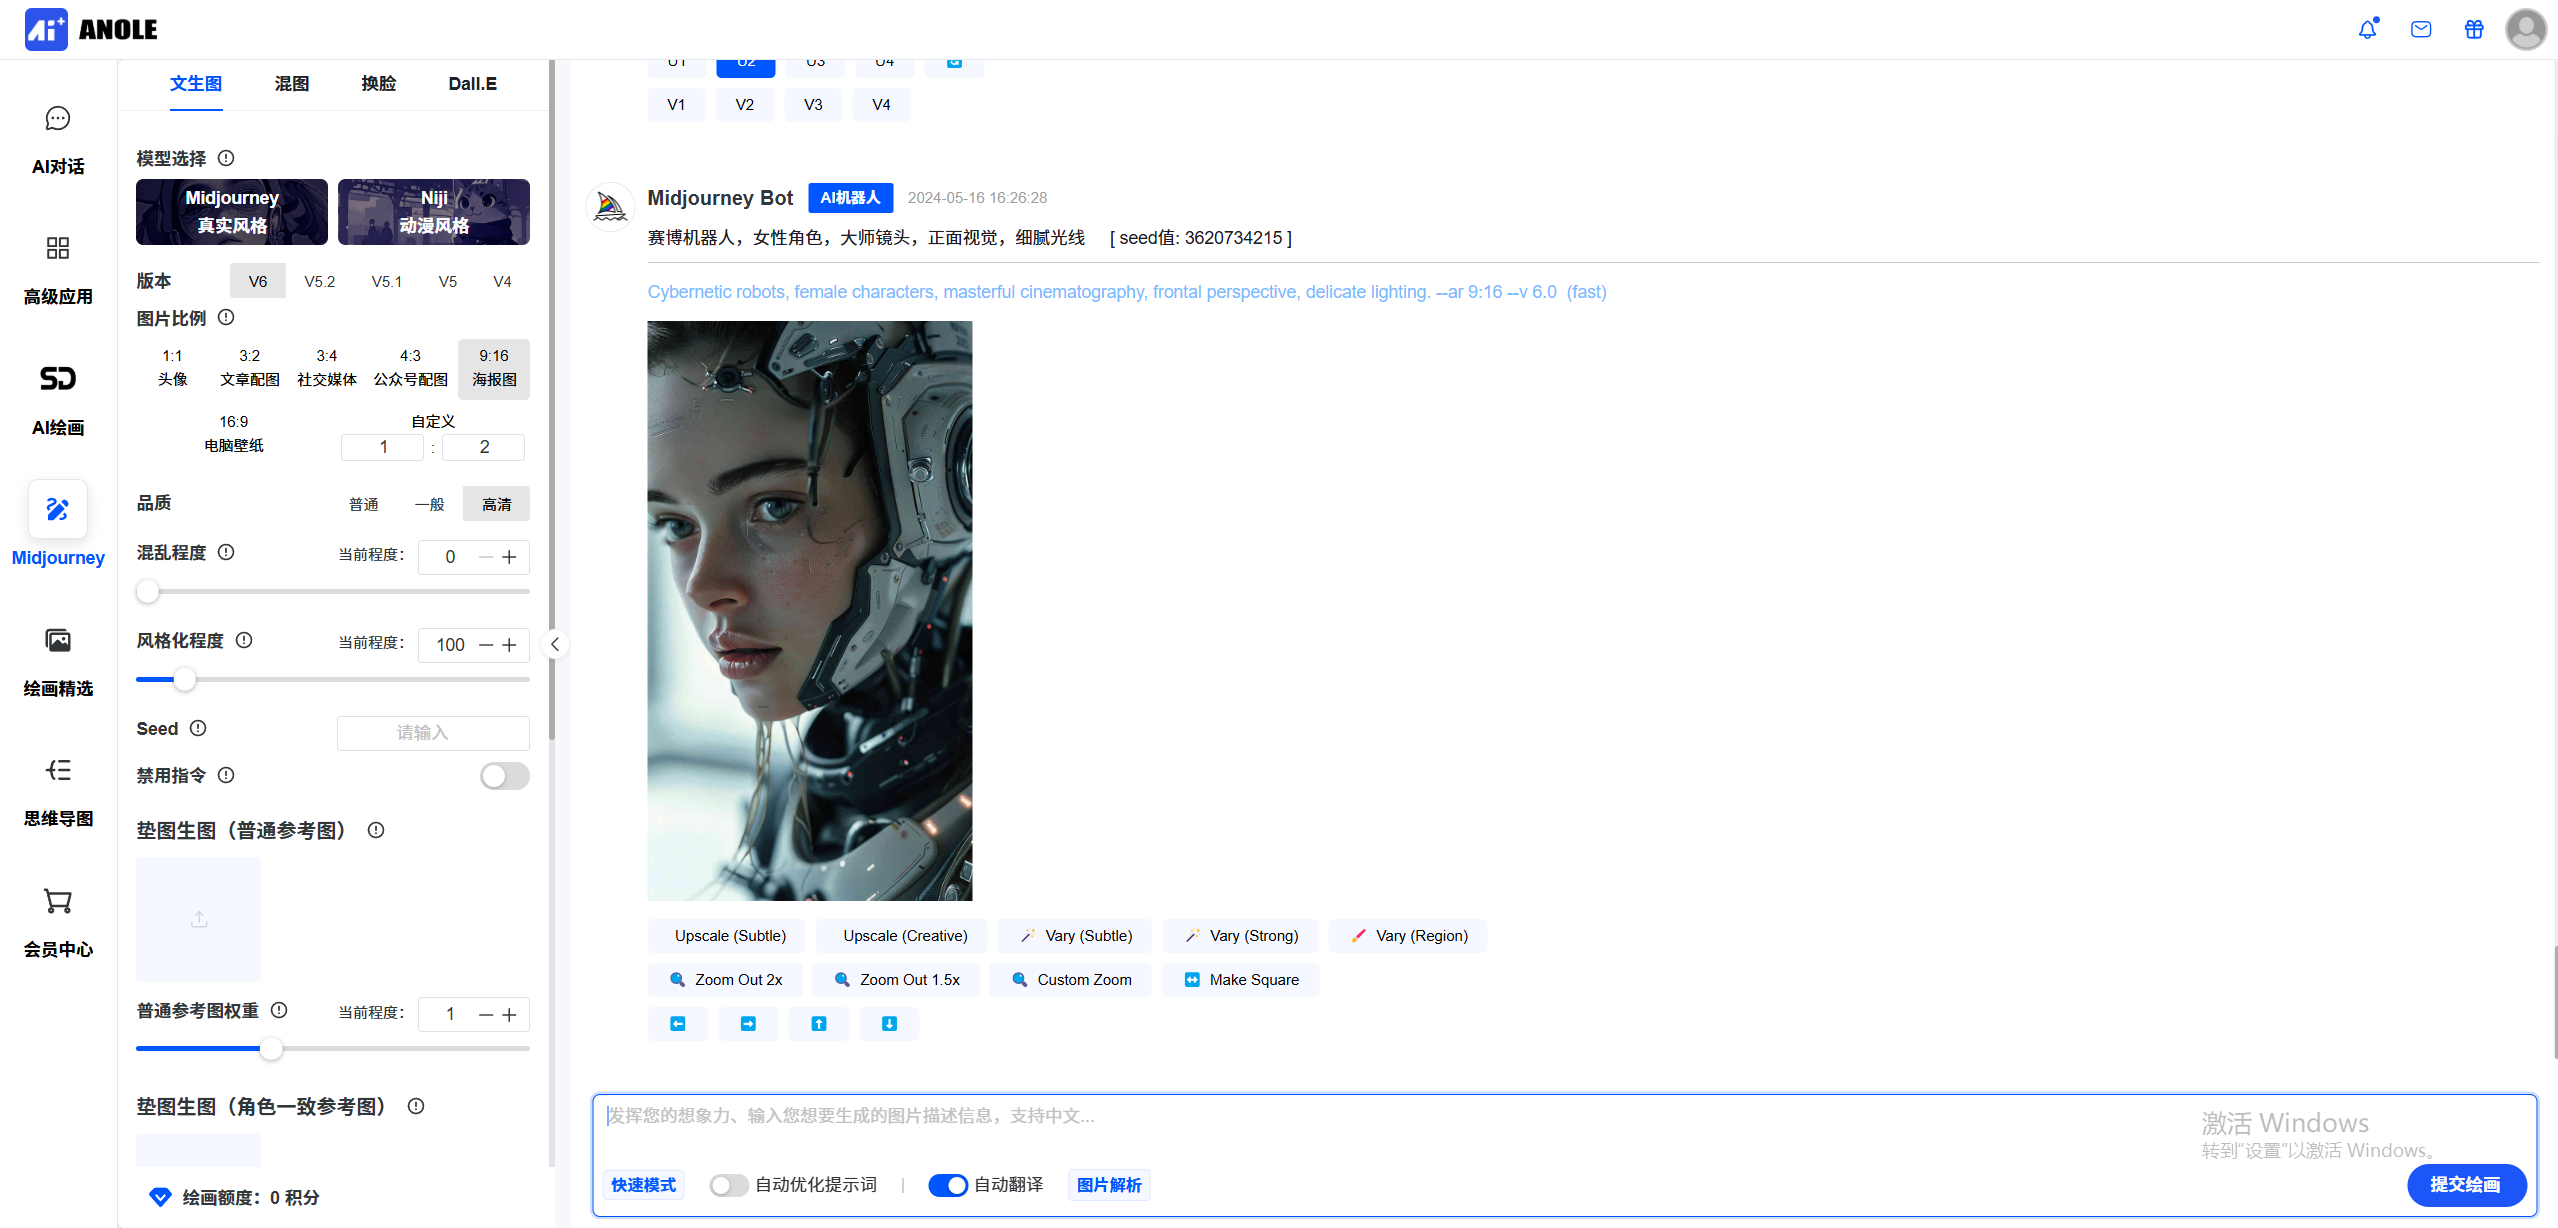 Ai+ ANOLE
AI对话
高级应用
SD
AI绘画
Midjourney
绘画精选
思维导图
会员中心
文生图 混图 换脸 Dall.E
模型选择
Midjourney
真实风格
Niji
动漫风格
版本 V6 V5.2 V5.1 V5 V4
图片比例
1:1 3:2 3:4 4:3 9:16
头像 文章配图 社交媒体 公众号配图 海报图
16:9 自定义
电脑壁纸 1 : 2
品质 普通 一般 高清
混乱程度 当前程度： 0
风格化程度 当前程度： 100
Seed 请输入
禁用指令
垫图生图（普通参考图）
普通参考图权重 当前程度： 1
垫图生图（角色一致参考图）
绘画额度：0 积分
U1 U2 U3 U4
V1 V2 V3 V4
Midjourney Bot AI机器人 2024-05-16 16:26:28
赛博机器人，女性角色，大师镜头，正面视觉，细腻光线 [ seed值: 3620734215 ]
Cybernetic robots, female characters, masterful cinematography, frontal perspective, delicate lighting. --ar 9:16 --v 6.0 (fast)
Upscale (Subtle) Upscale (Creative) Vary (Subtle) Vary (Strong) Vary (Region)
Zoom Out 2x Zoom Out 1.5x Custom Zoom Make Square
发挥您的想象力、输入您想要生成的图片描述信息，支持中文...
激活 Windows
转到"设置"以激活 Windows。
快速模式 自动优化提示词 | 自动翻译 图片解析 提交绘画